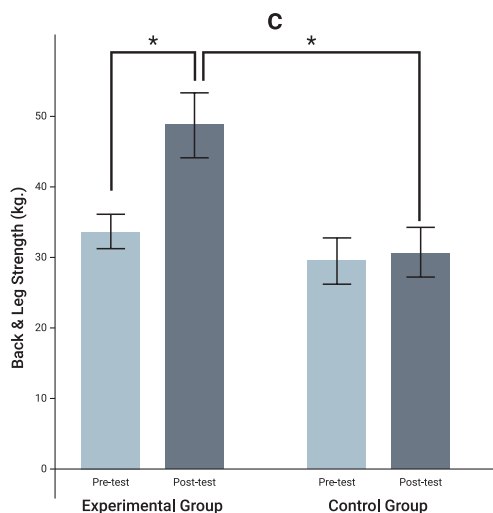 C
*
*
Back & Leg Strength (kg.)
50
40
30
20
10
0
Pre-test
Post-test
Pre-test
Post-test
Experimental Group
Control Group